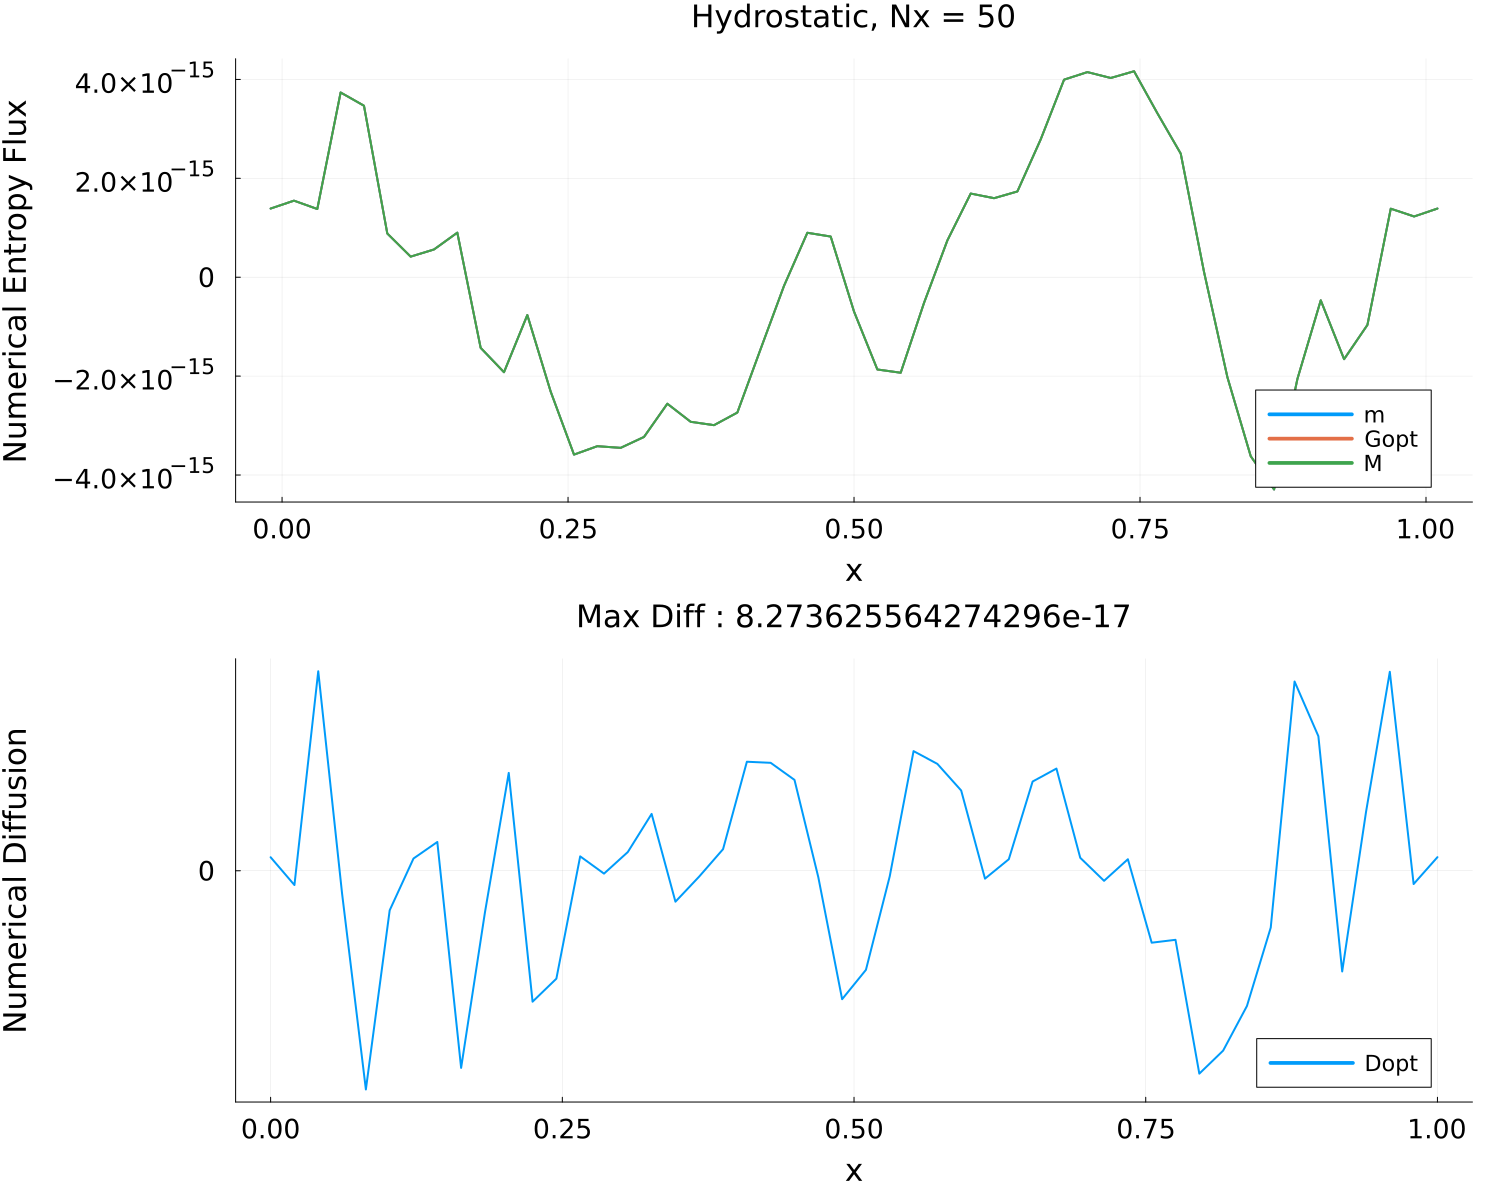 Hydrostatic, Nx = 50
Numerical Entropy Flux
4.0×10⁻¹⁵
2.0×10⁻¹⁵
0
−2.0×10⁻¹⁵
−4.0×10⁻¹⁵
m
Gopt
M
0.00 0.25 0.50 0.75 1.00
x
Max Diff : 8.273625564274296e-17
Numerical Diffusion
0
Dopt
0.00 0.25 0.50 0.75 1.00
x